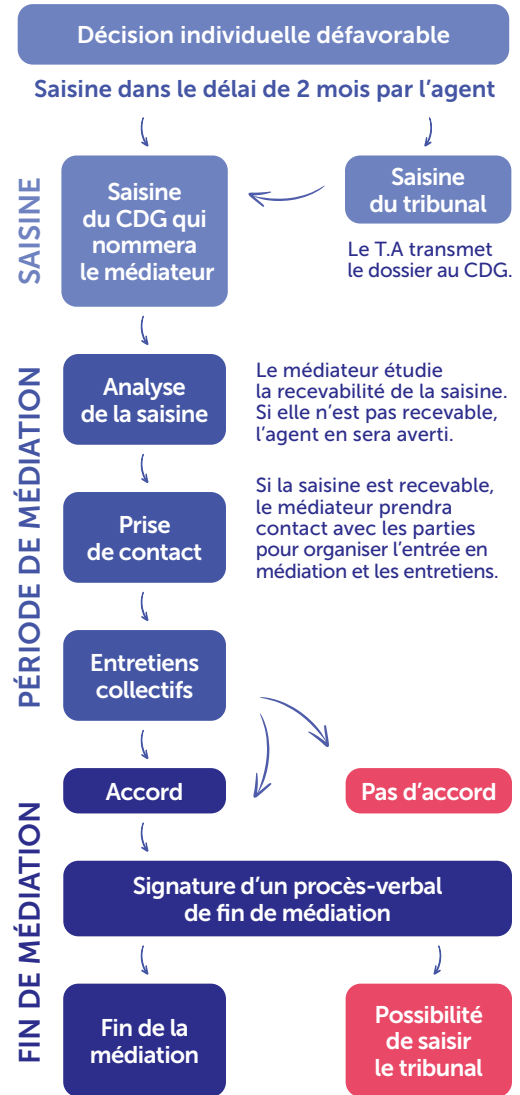 Décision individuelle défavorable
Saisine dans le délai de 2 mois par l’agent
SAISINE
Saisine
du CDG qui
nommera
le médiateur
Saisine
du tribunal
Le T.A transmet
le dossier au CDG.
PÉRIODE DE MÉDIATION
Analyse
de la saisine
Le médiateur étudie
la recevabilité de la saisine.
Si elle n’est pas recevable,
l’agent en sera averti.
Prise
de contact
Si la saisine est recevable,
le médiateur prendra
contact avec les parties
pour organiser l’entrée en
médiation et les entretiens.
Entretiens
collectifs
FIN DE MÉDIATION
Accord
Pas d’accord
Signature d’un procès-verbal
de fin de médiation
Fin de la
médiation
Possibilité
de saisir
le tribunal